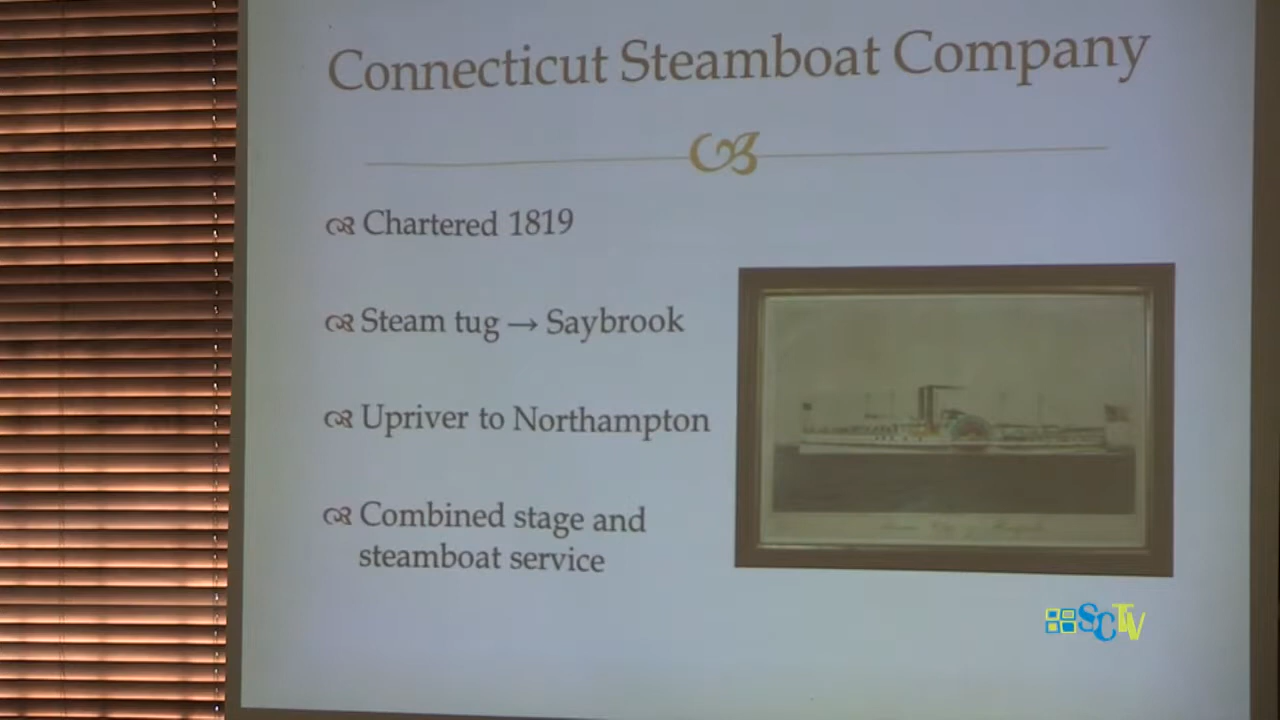 Connecticut Steamboat Company
Chartered 1819
Steam tug → Saybrook
Upriver to Northampton
Combined stage and
steamboat service
SCTV